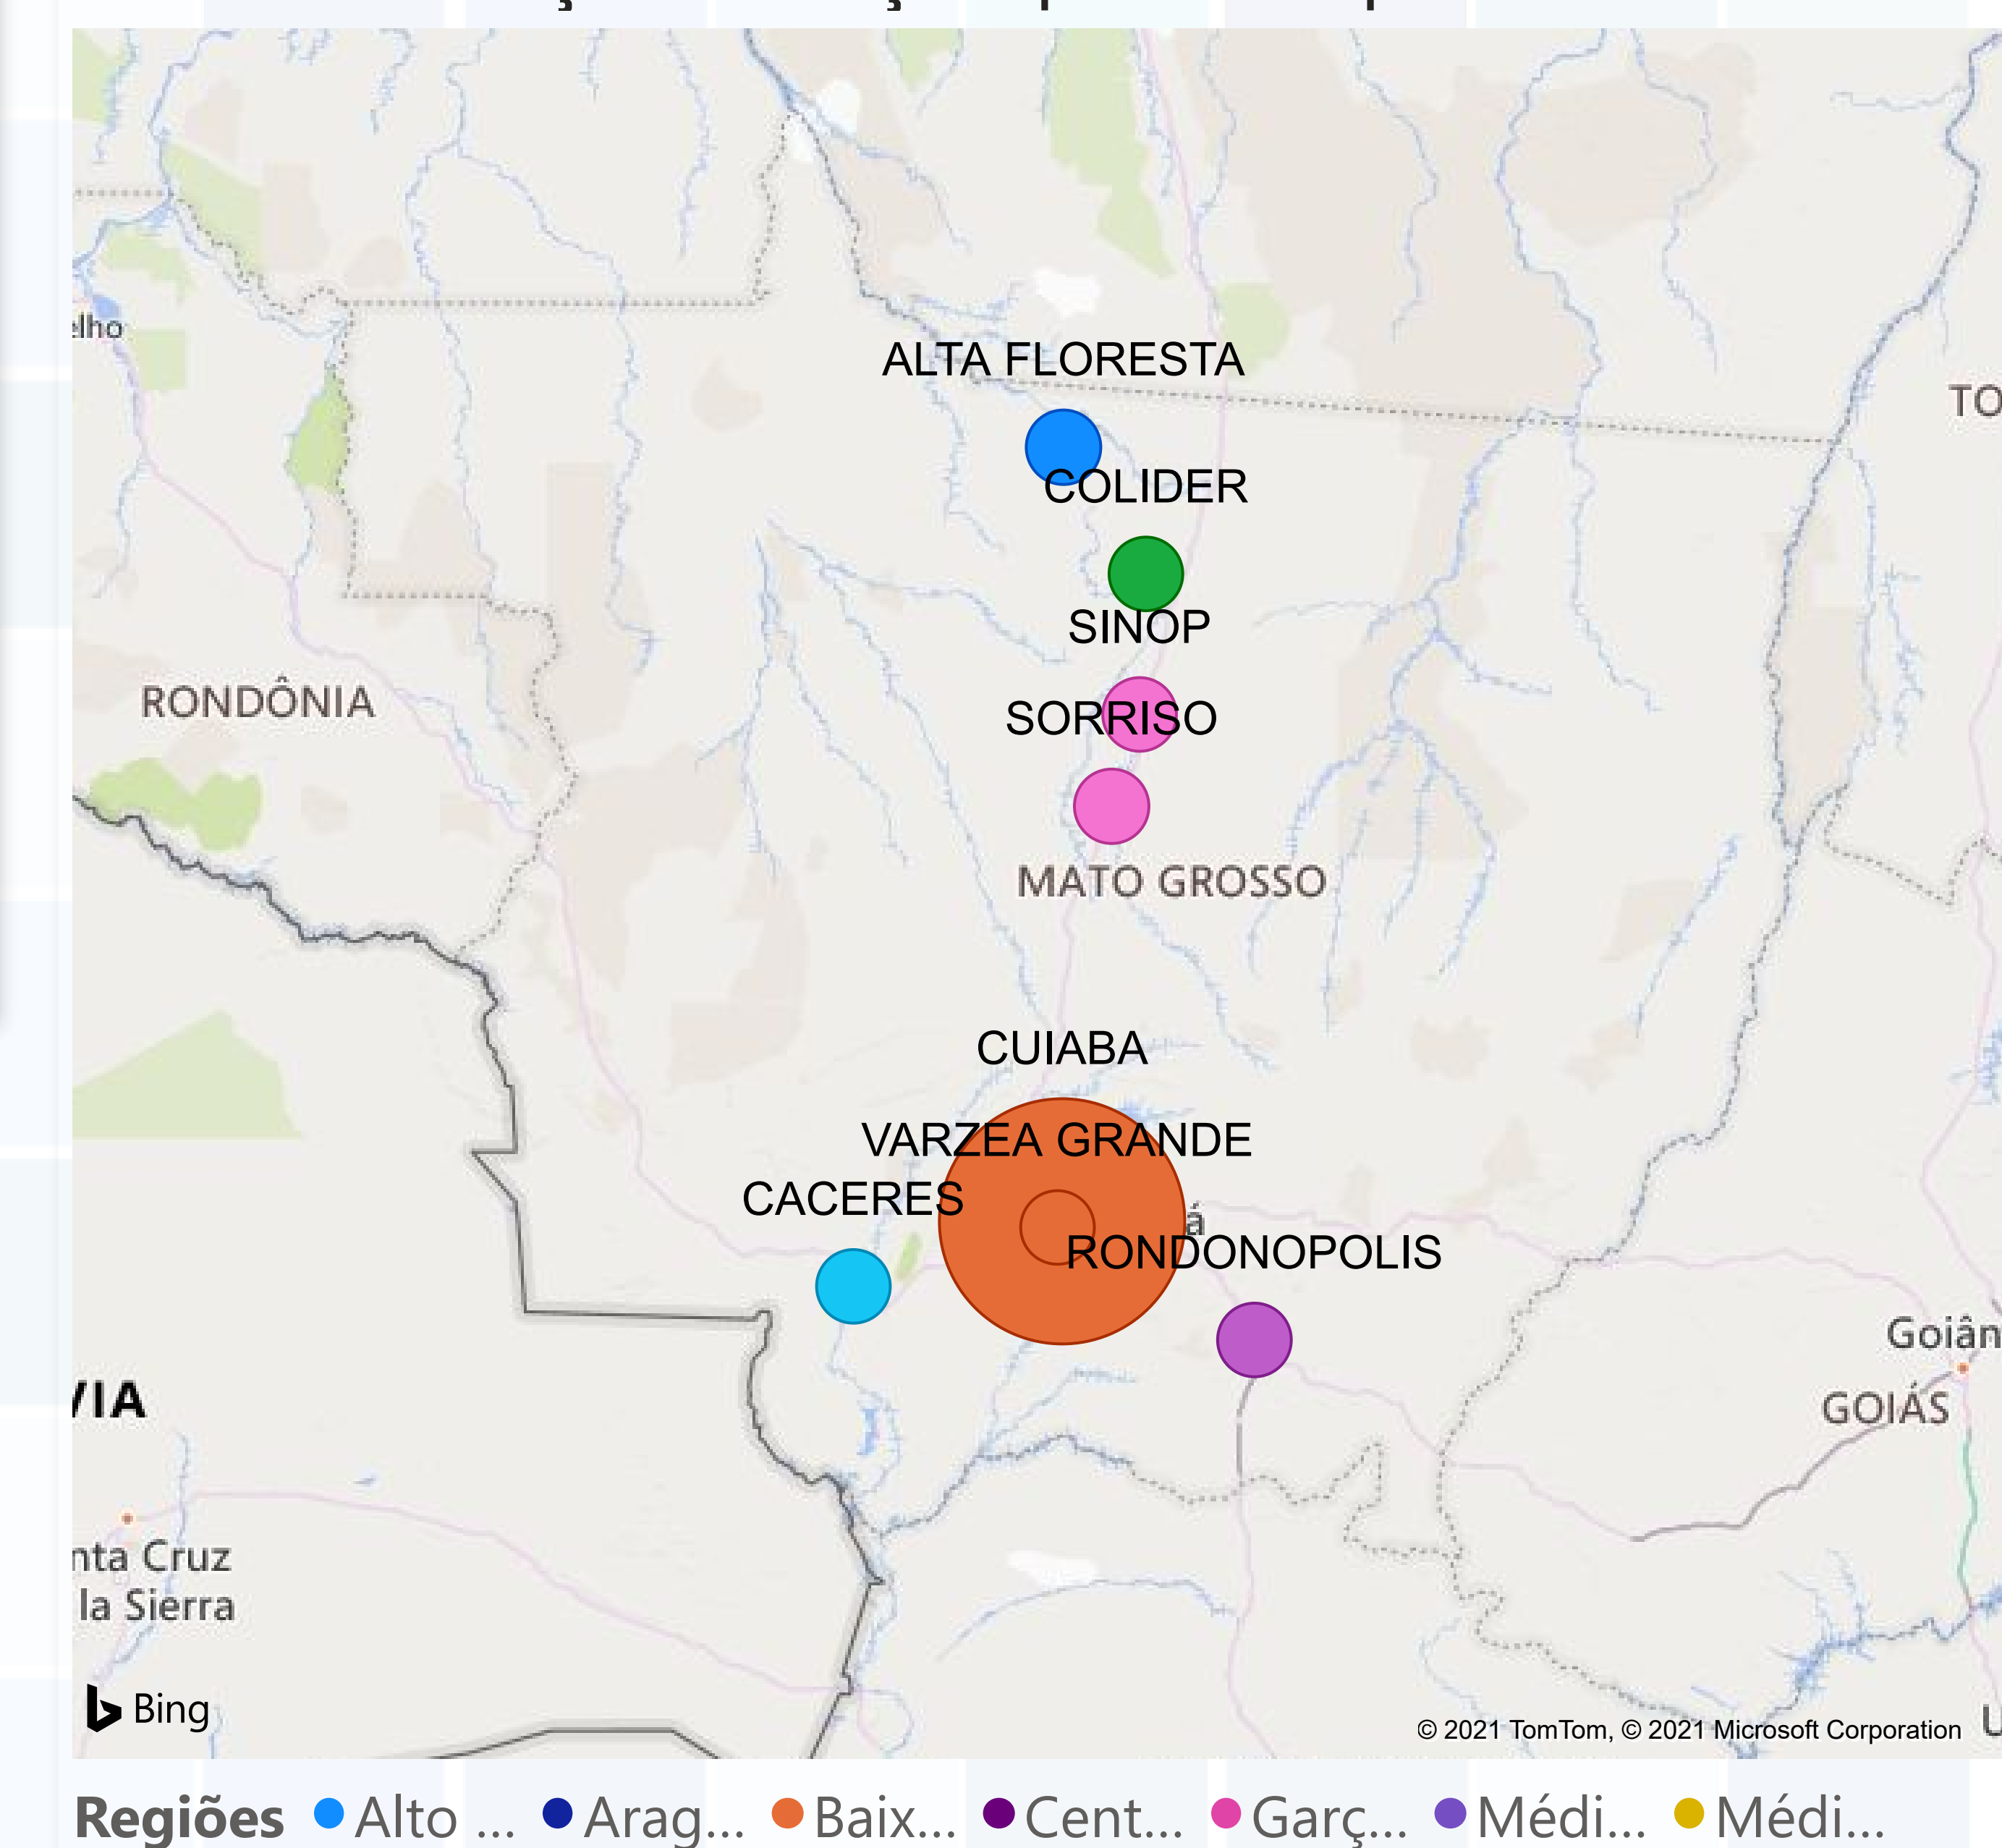 elho
ALTA FLORESTA
TO
COLIDER
SINOP
RONDÔNIA
SORRISO
MATO GROSSO
CUIABA
VARZEA GRANDE
CACERES
á
RONDONOPOLIS
Goiân
VIA
GOIÁS
nta Cruz
la Sierra
Bing
© 2021 TomTom, © 2021 Microsoft Corporation
U
Regiões Alto ... Arag... Baix... Cent... Garç... Médi... Médi...